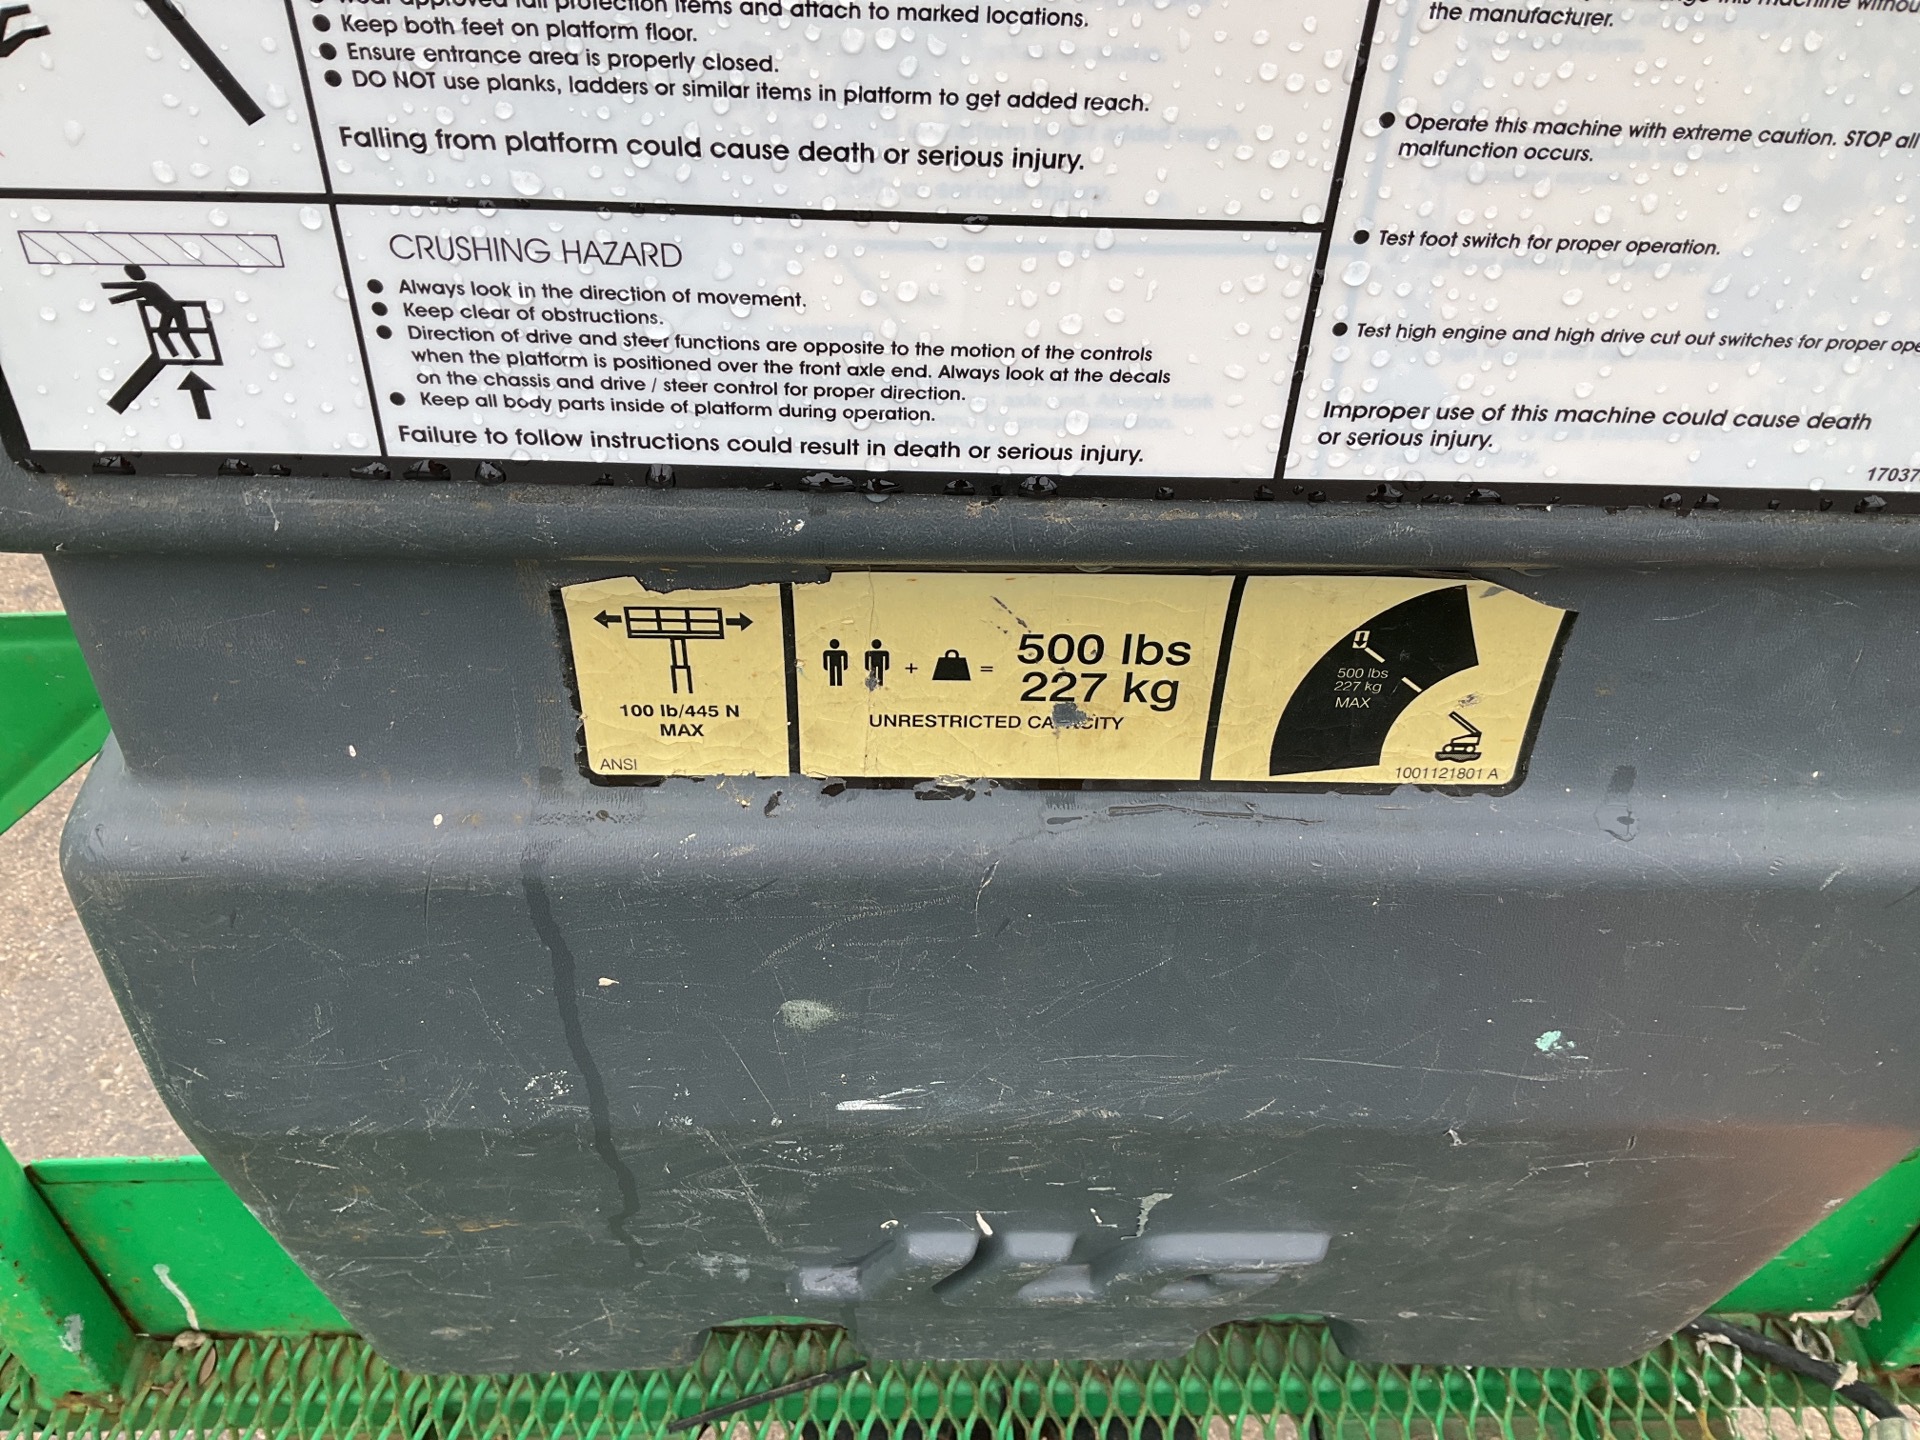 protection items and attach to marked locations.
Keep both feet on platform floor.
Ensure entrance area is properly closed.
DO NOT use planks, ladders or similar items in platform to get added reach.
Falling from platform could cause death or serious injury.
CRUSHING HAZARD
Always look in the direction of movement.
Keep clear of obstructions.
Direction of drive and steer functions are opposite to the motion of the controls
when the platform is positioned over the front axle end. Always look at the decals
on the chassis and drive / steer control for proper direction.
Keep all body parts inside of platform during operation.
Failure to follow instructions could result in death or serious injury.
this machine
the manufacturer.
Operate this machine with extreme caution. STOP all
malfunction occurs.
Test foot switch for proper operation.
Test high engine and high drive cut out switches for proper
Improper use of this machine could cause death
or serious injury.
17037
100 lb/445 N
MAX
ANSI
+ = 500 lbs
227 kg
UNRESTRICTED CAPACITY
500 lbs
227 kg
MAX
1001121801 A
JLG